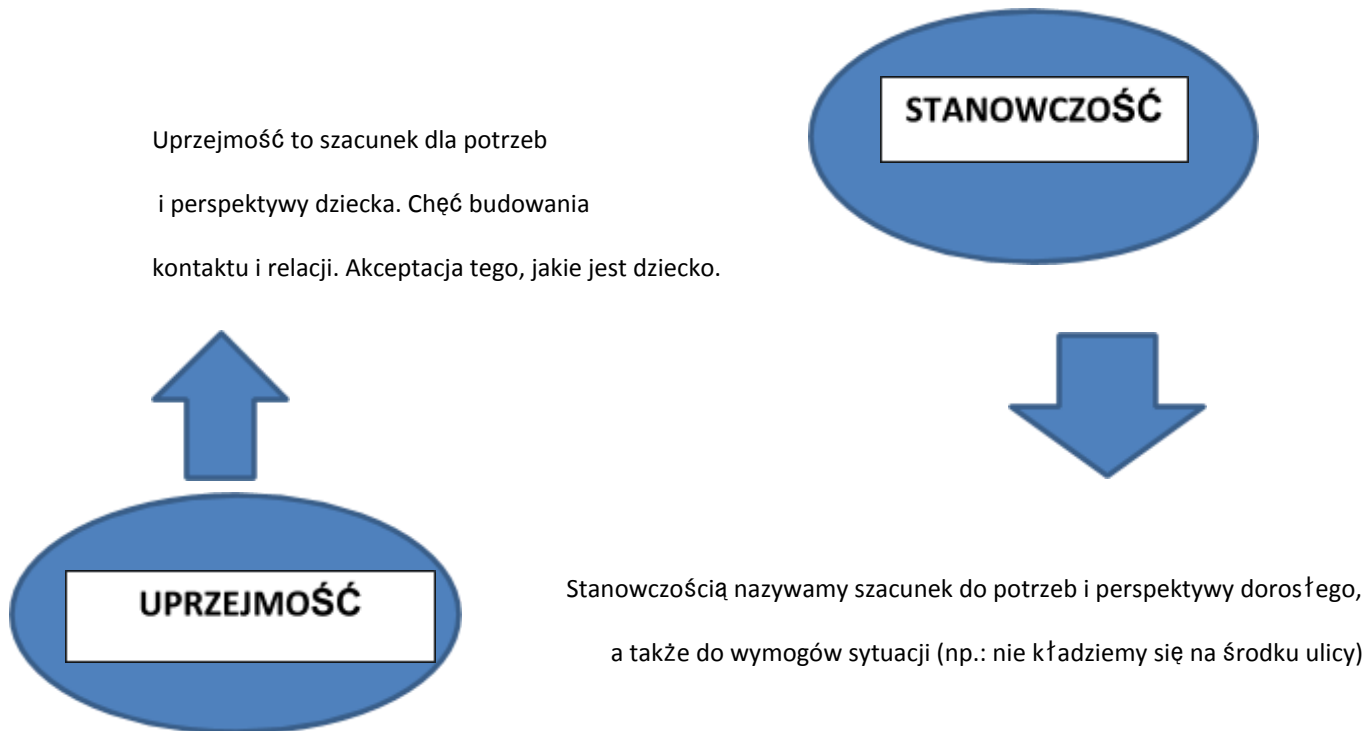 STANOWCZOŚĆ
Uprzejmość to szacunek dla potrzeb
i perspektywy dziecka. Chęć budowania
kontaktu i relacji. Akceptacja tego, jakie jest dziecko.
UPRZEJMOŚĆ
Stanowczością nazywamy szacunek do potrzeb i perspektywy dorosłego,
a także do wymogów sytuacji (np.: nie kładziemy się na środku ulicy)